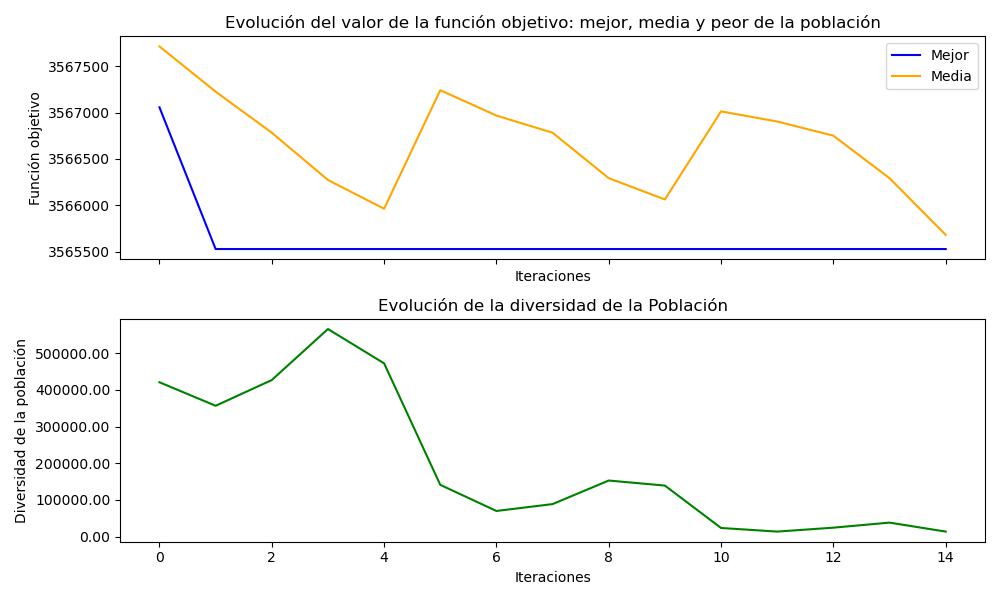 Evolución del valor de la función objetivo: mejor, media y peor de la población
3567500
3567000
3566500
3566000
3565500
Función objetivo
Mejor
Media
Iteraciones
Evolución de la diversidad de la Población
500000.00
400000.00
300000.00
200000.00
100000.00
0.00
Diversidad de la población
0 2 4 6 8 10 12 14
Iteraciones